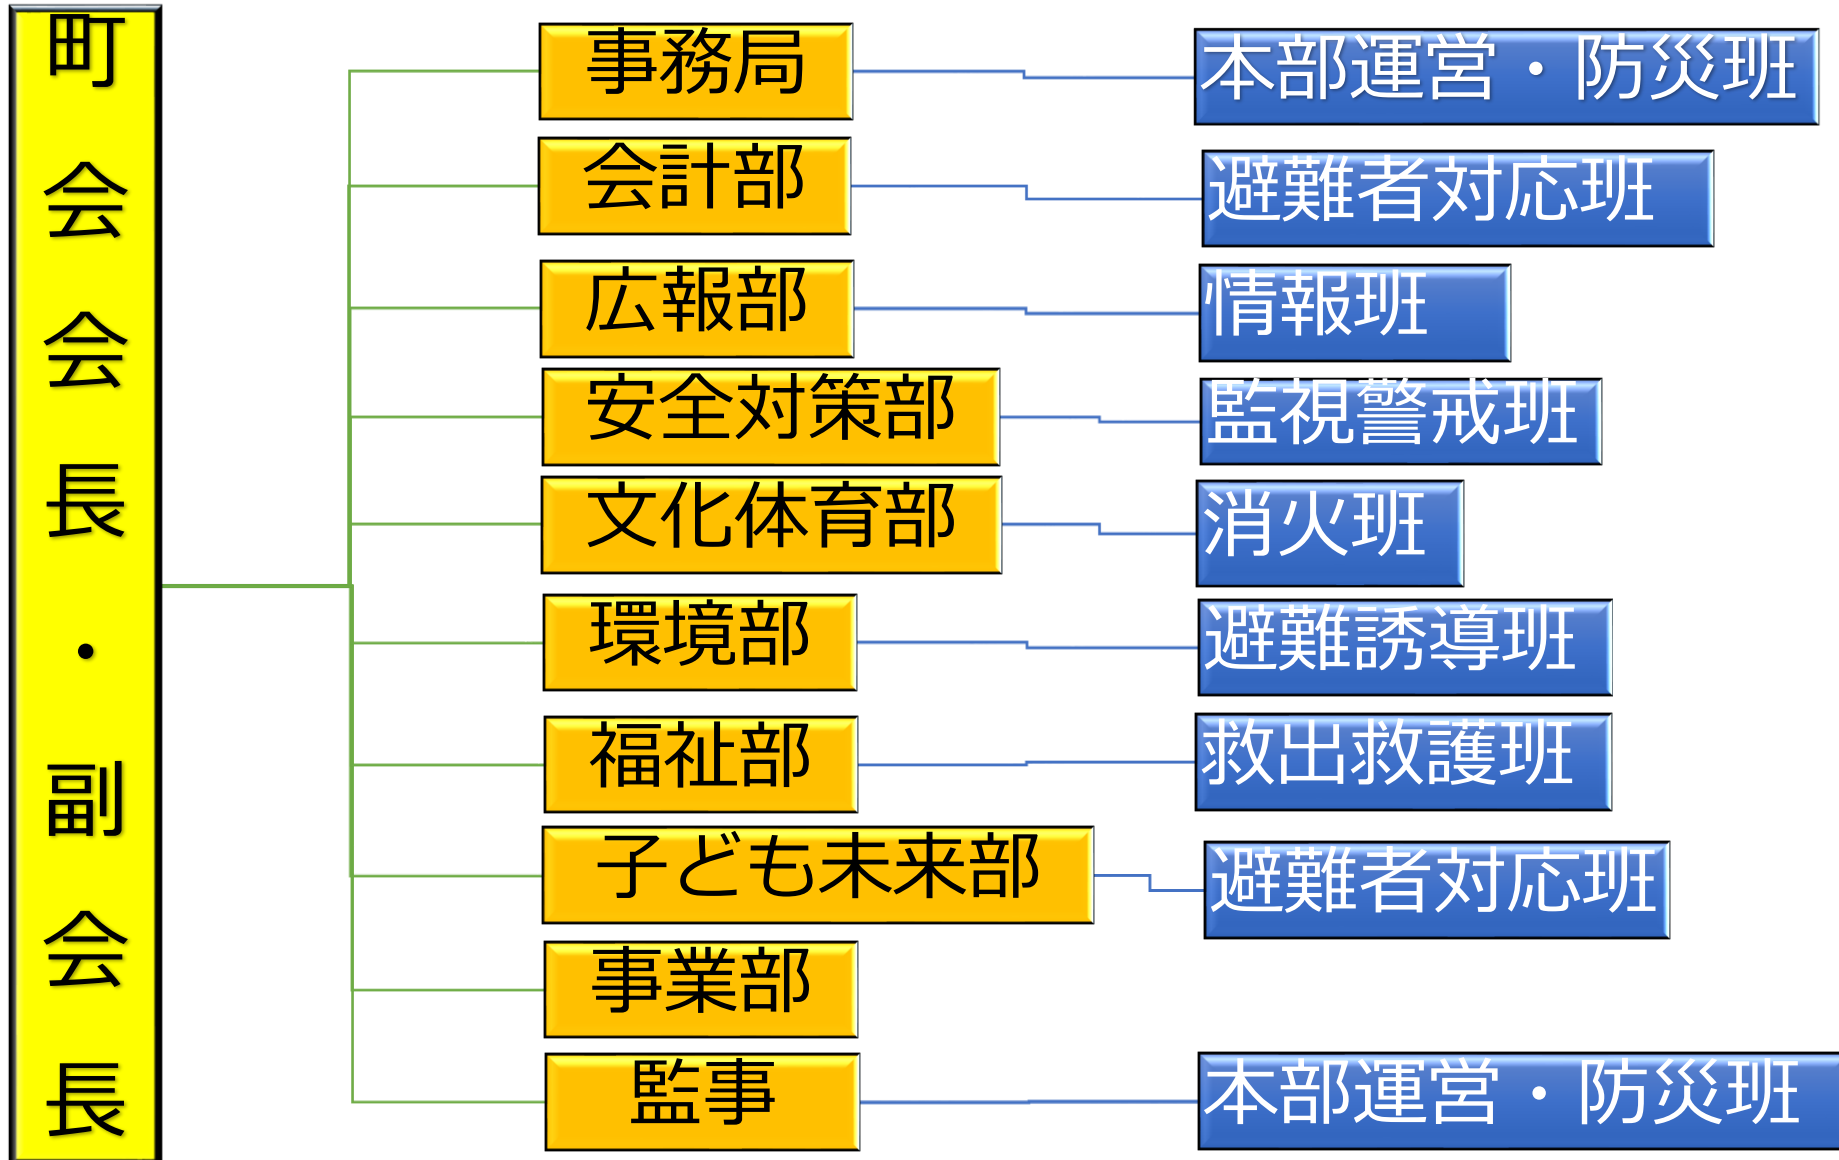 町会会長・副会長
事務局
本部運営・防災班
会計部
避難者対応班
広報部
情報班
安全対策部
監視警戒班
文化体育部
消火班
環境部
避難誘導班
福祉部
救出救護班
子ども未来部
避難者対応班
事業部
監事
本部運営・防災班